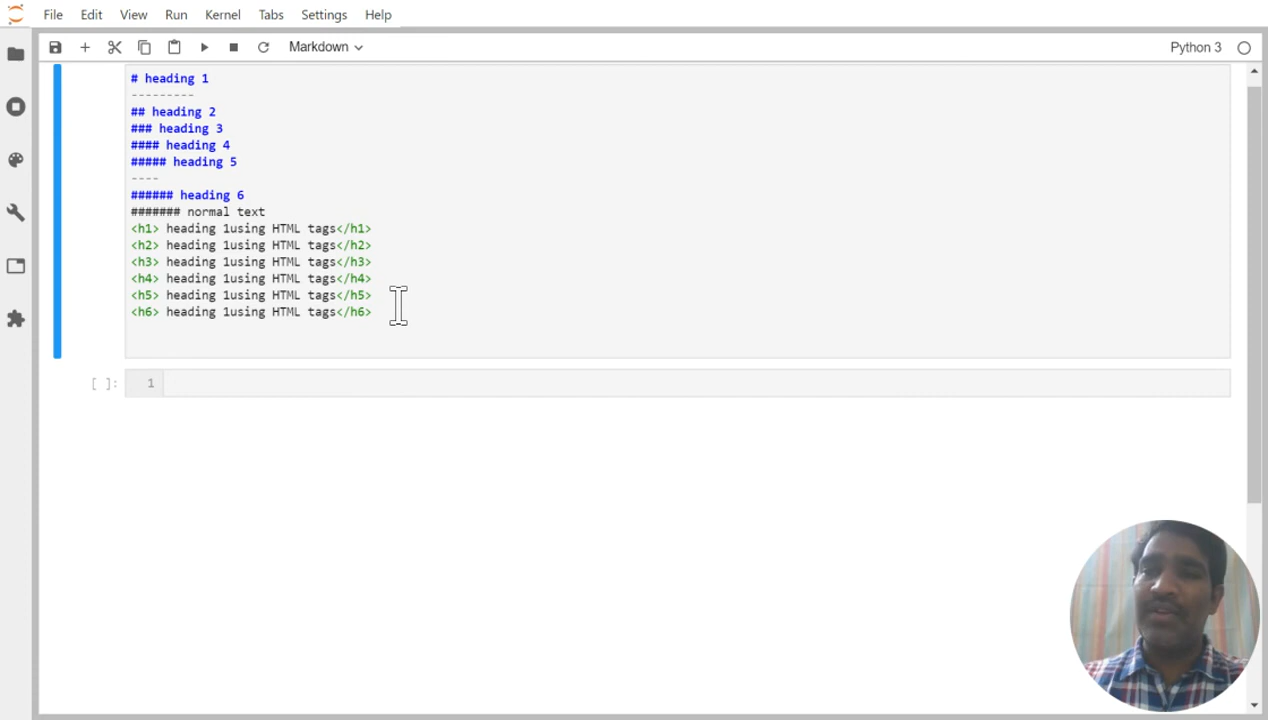 File Edit View Run Kernel Tabs Settings Help
Markdown Python 3
# heading 1
---------
## heading 2
### heading 3
#### heading 4
##### heading 5
----
###### heading 6
####### normal text
<h1> heading 1using HTML tags</h1>
<h2> heading 1using HTML tags</h2>
<h3> heading 1using HTML tags</h3>
<h4> heading 1using HTML tags</h4>
<h5> heading 1using HTML tags</h5>
<h6> heading 1using HTML tags</h6>
[ ]: 1